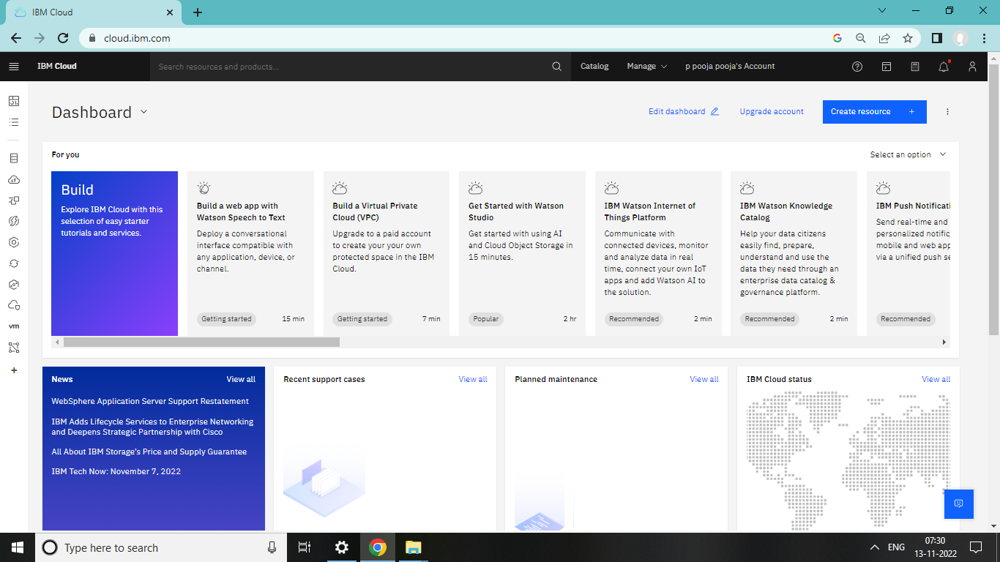 IBM Cloud
cloud.ibm.com
IBM Cloud
Search resources and products...
Catalog
Manage
p pooja pooja's Account
Dashboard
Edit dashboard
Upgrade account
Create resource +
For you
Select an option
Build
Explore IBM Cloud with this
selection of easy starter
tutorials and services.
Build a web app with
Watson Speech to Text
Deploy a conversational
interface compatible with
any application, device, or
channel.
Getting started
15 min
Build a Virtual Private
Cloud (VPC)
Upgrade to a paid account
to create your your own
protected space in the IBM
Cloud.
Getting started
7 min
Get Started with Watson
Studio
Get started with using AI
and Cloud Object Storage in
15 minutes.
Popular
2 hr
IBM Watson Internet of
Things Platform
Communicate with
connected devices, monitor
and analyze data in real
time, connect your own IoT
apps and add Watson AI to
the solution.
Recommended
2 min
IBM Watson Knowledge
Catalog
Help your data citizens
easily find, prepare,
understand and use the
data they need through an
enterprise data catalog &
governance platform.
Recommended
2 min
IBM Push Notificati
Send real-time and
personalized notific
mobile and web app
via a unified push se
Recommended
vm
News
View all
WebSphere Application Server Support Restatement
IBM Adds Lifecycle Services to Enterprise Networking
and Deepens Strategic Partnership with Cisco
All About IBM Storage's Price and Supply Guarantee
IBM Tech Now: November 7, 2022
Recent support cases
View all
Planned maintenance
View all
IBM Cloud status
View all
Type here to search
ENG
07:30
13-11-2022